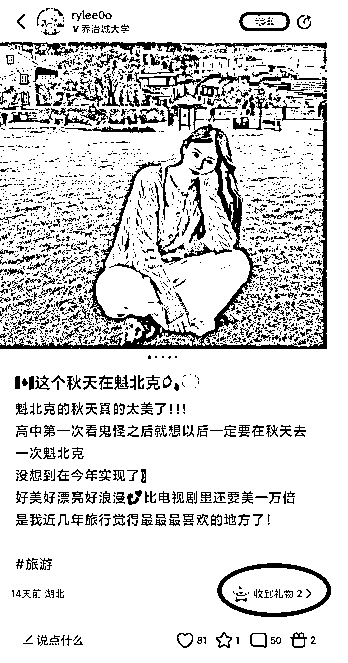 rylee0o
乔治城大学
关注
🇨🇦这个秋天在魁北克
魁北克的秋天真的太美了!!!
高中第一次看鬼怪之后就想以后一定要在秋天去
一次魁北克
没想到在今年实现了
好美好漂亮好浪漫💕比电视剧里还要美一万倍
是我近几年旅行觉得最最最喜欢的地方了!
#旅游
14天前 湖北
收到礼物 2 >
说点什么
81
1
50
2